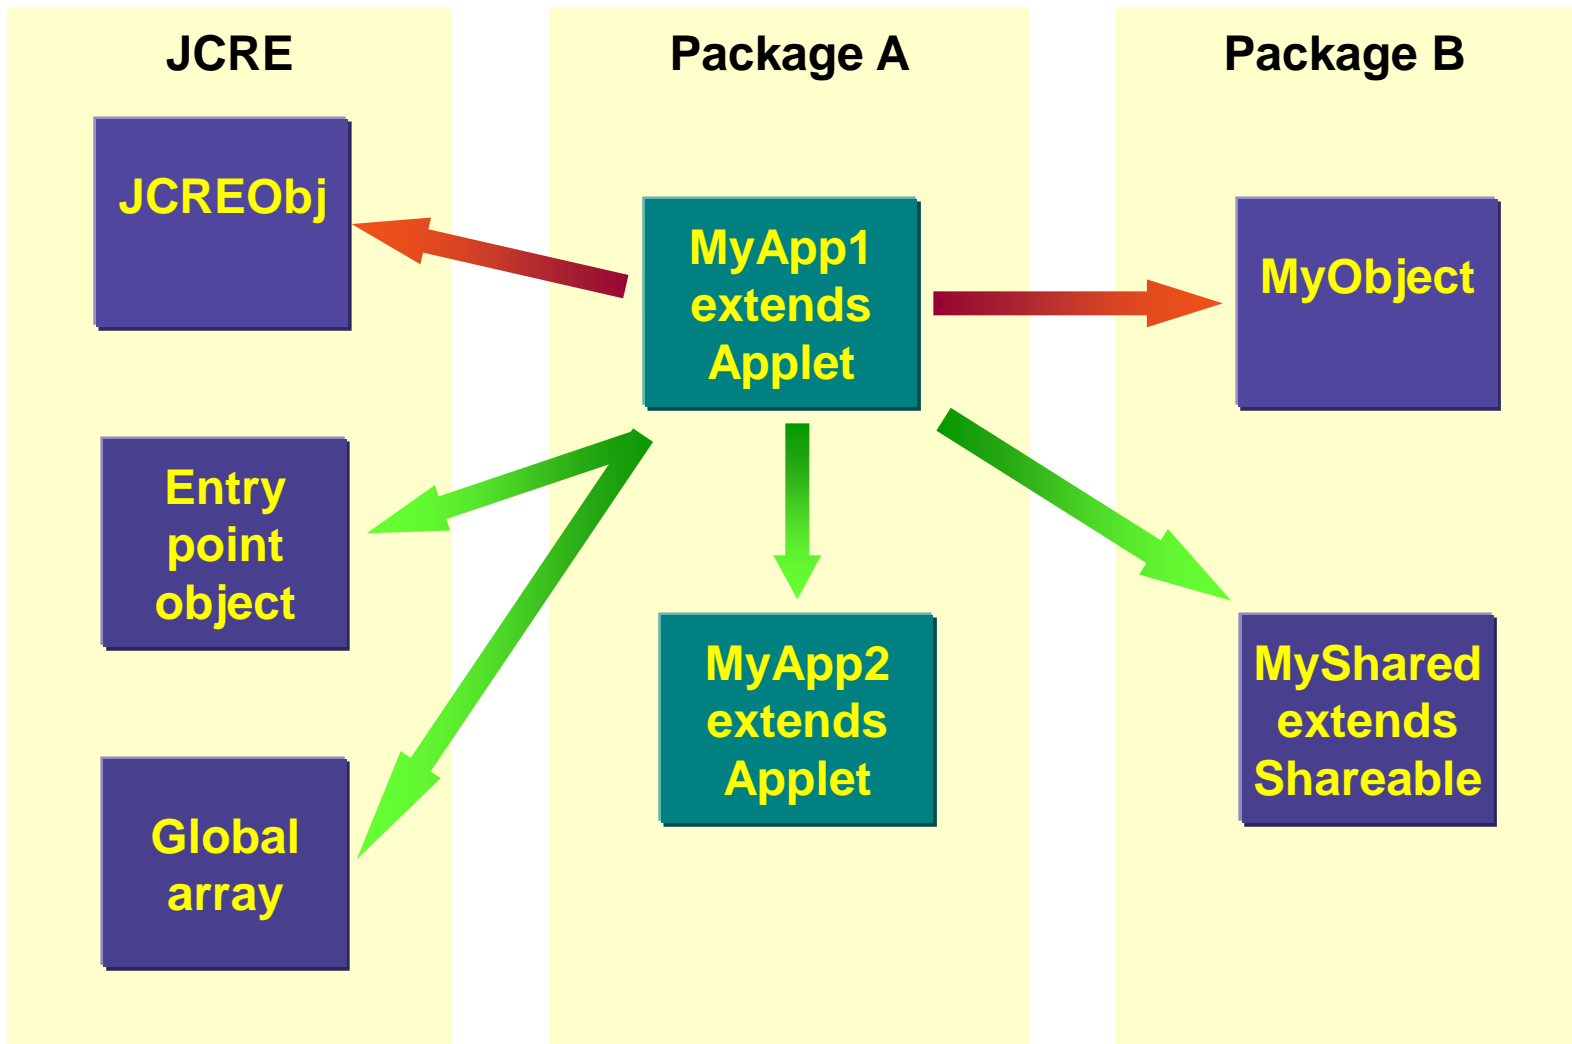 JCRE
JCREObj
Entry
point
object
Global
array
Package A
MyApp1
extends
Applet
MyApp2
extends
Applet
Package B
MyObject
MyShared
extends
Shareable